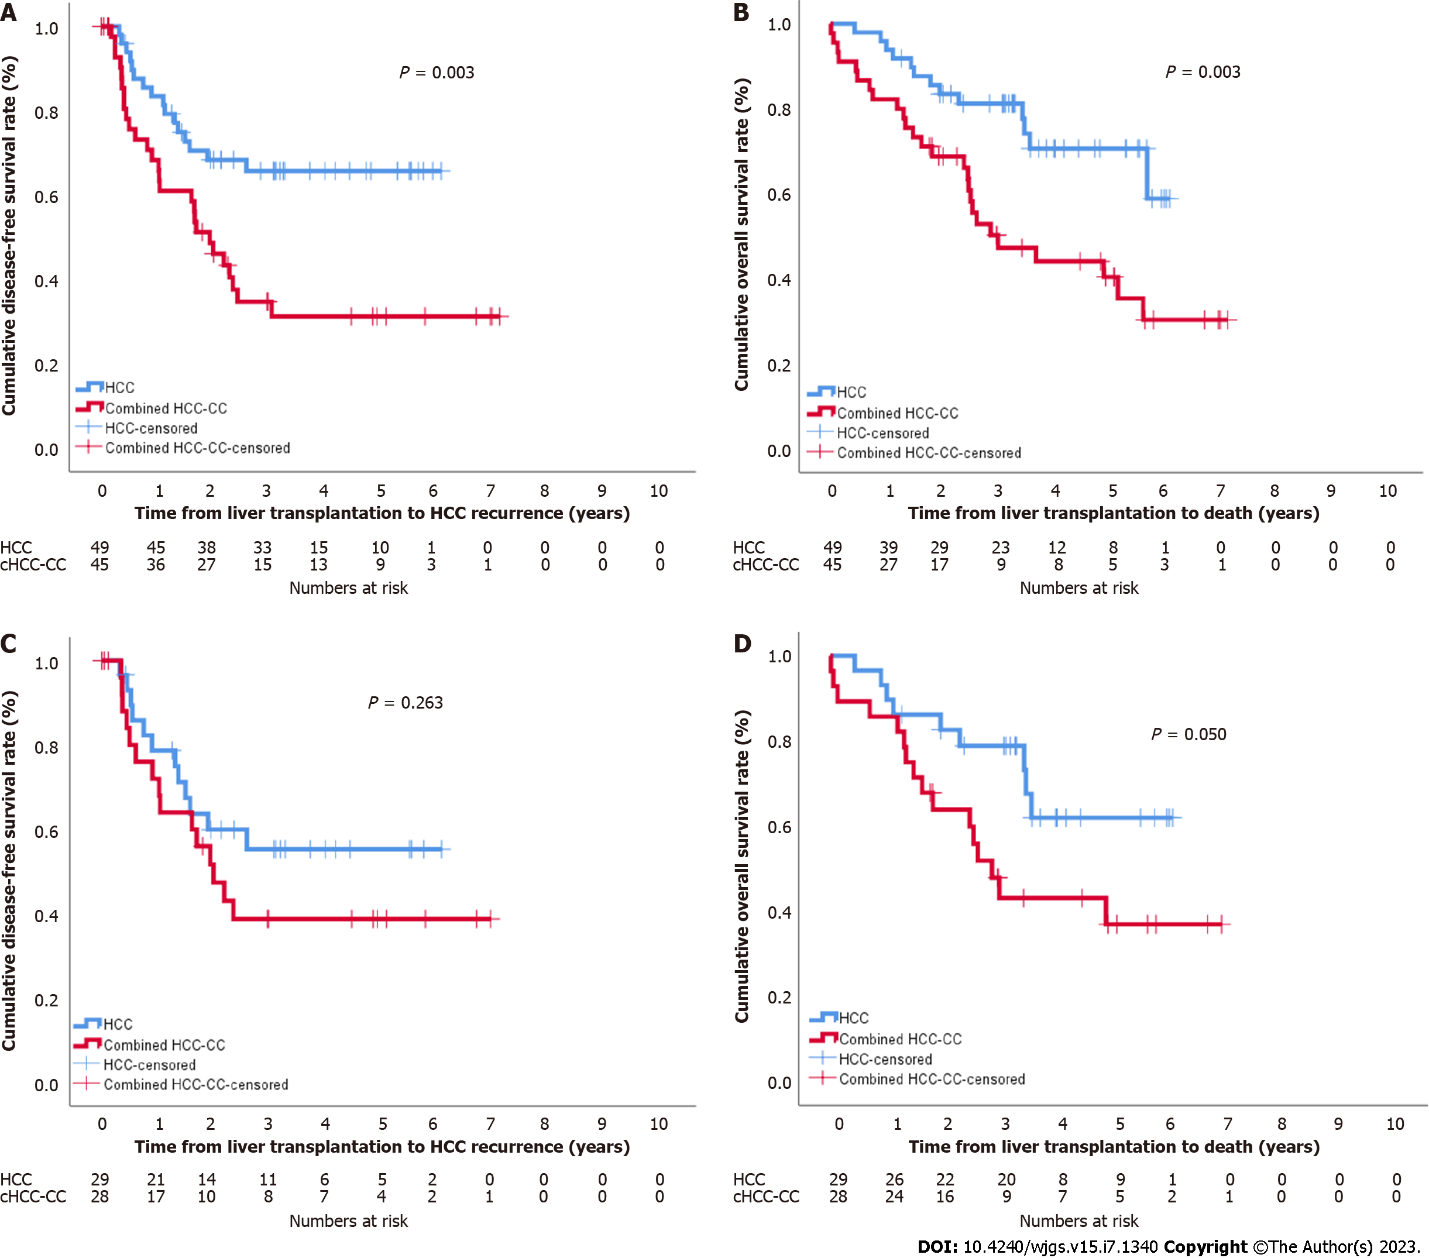 A
Cumulative disease-free survival rate (%)
1.0
0.8
0.6
0.4
0.2
0.0
P = 0.003
HCC
Combined HCC-CC
HCC-censored
Combined HCC-CC-censored
0 1 2 3 4 5 6 7 8 9 10
Time from liver transplantation to HCC recurrence (years)
HCC 49 45 38 33 15 10 1 0 0 0 0
cHCC-CC 45 36 27 15 13 9 3 1 0 0 0
Numbers at risk
B
Cumulative overall survival rate (%)
1.0
0.8
0.6
0.4
0.2
0.0
P = 0.003
HCC
Combined HCC-CC
HCC-censored
Combined HCC-CC-censored
0 1 2 3 4 5 6 7 8 9 10
Time from liver transplantation to death (years)
HCC 49 39 29 23 12 8 1 0 0 0 0
cHCC-CC 45 27 17 9 8 5 3 1 0 0 0
Numbers at risk
C
Cumulative disease-free survival rate (%)
1.0
0.8
0.6
0.4
0.2
0.0
P = 0.263
HCC
Combined HCC-CC
HCC-censored
Combined HCC-CC-censored
0 1 2 3 4 5 6 7 8 9 10
Time from liver transplantation to HCC recurrence (years)
HCC 29 21 14 11 6 5 2 0 0 0 0
cHCC-CC 28 17 10 8 7 4 2 1 0 0 0
Numbers at risk
D
Cumulative overall survival rate (%)
1.0
0.8
0.6
0.4
0.2
0.0
P = 0.050
HCC
Combined HCC-CC
HCC-censored
Combined HCC-CC-censored
0 1 2 3 4 5 6 7 8 9 10
Time from liver transplantation to death (years)
HCC 29 26 22 20 8 9 1 0 0 0 0
cHCC-CC 28 24 16 9 7 5 2 1 0 0 0
Numbers at risk
DOI: 10.4240/wjgs.v15.i7.1340 Copyright ©The Author(s) 2023.